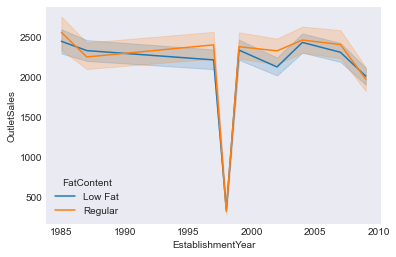 2500
2000
1500
1000
500
OutletSales
FatContent
Low Fat
Regular
1985 1990 1995 2000 2005 2010
EstablishmentYear